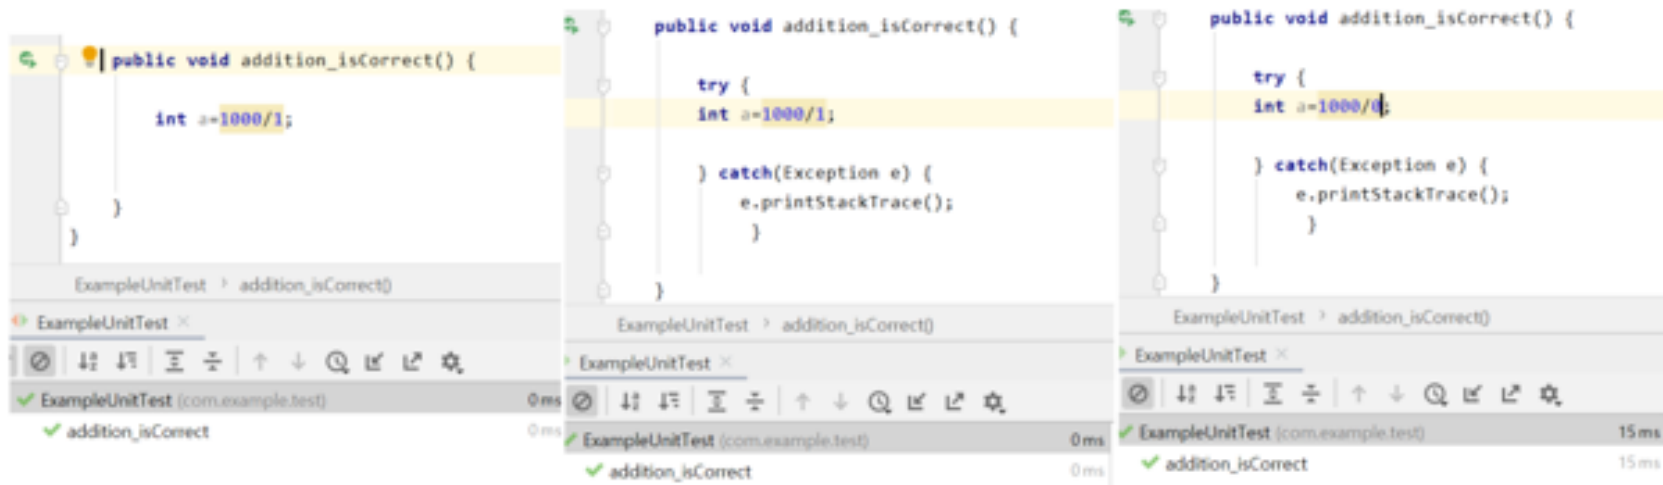 public void addition_isCorrect() {
int a=1000/1;
}
}
ExampleUnitTest > addition_isCorrect()
ExampleUnitTest ×
ExampleUnitTest (com.example.test) 0 ms
addition_isCorrect 0 ms
public void addition_isCorrect() {
try {
int a=1000/1;
} catch(Exception e) {
e.printStackTrace();
}
}
ExampleUnitTest > addition_isCorrect()
ExampleUnitTest ×
ExampleUnitTest (com.example.test) 0 ms
addition_isCorrect 0 ms
public void addition_isCorrect() {
try {
int a=1000/0;
} catch(Exception e) {
e.printStackTrace();
}
}
ExampleUnitTest > addition_isCorrect()
ExampleUnitTest ×
ExampleUnitTest (com.example.test) 15 ms
addition_isCorrect 15 ms